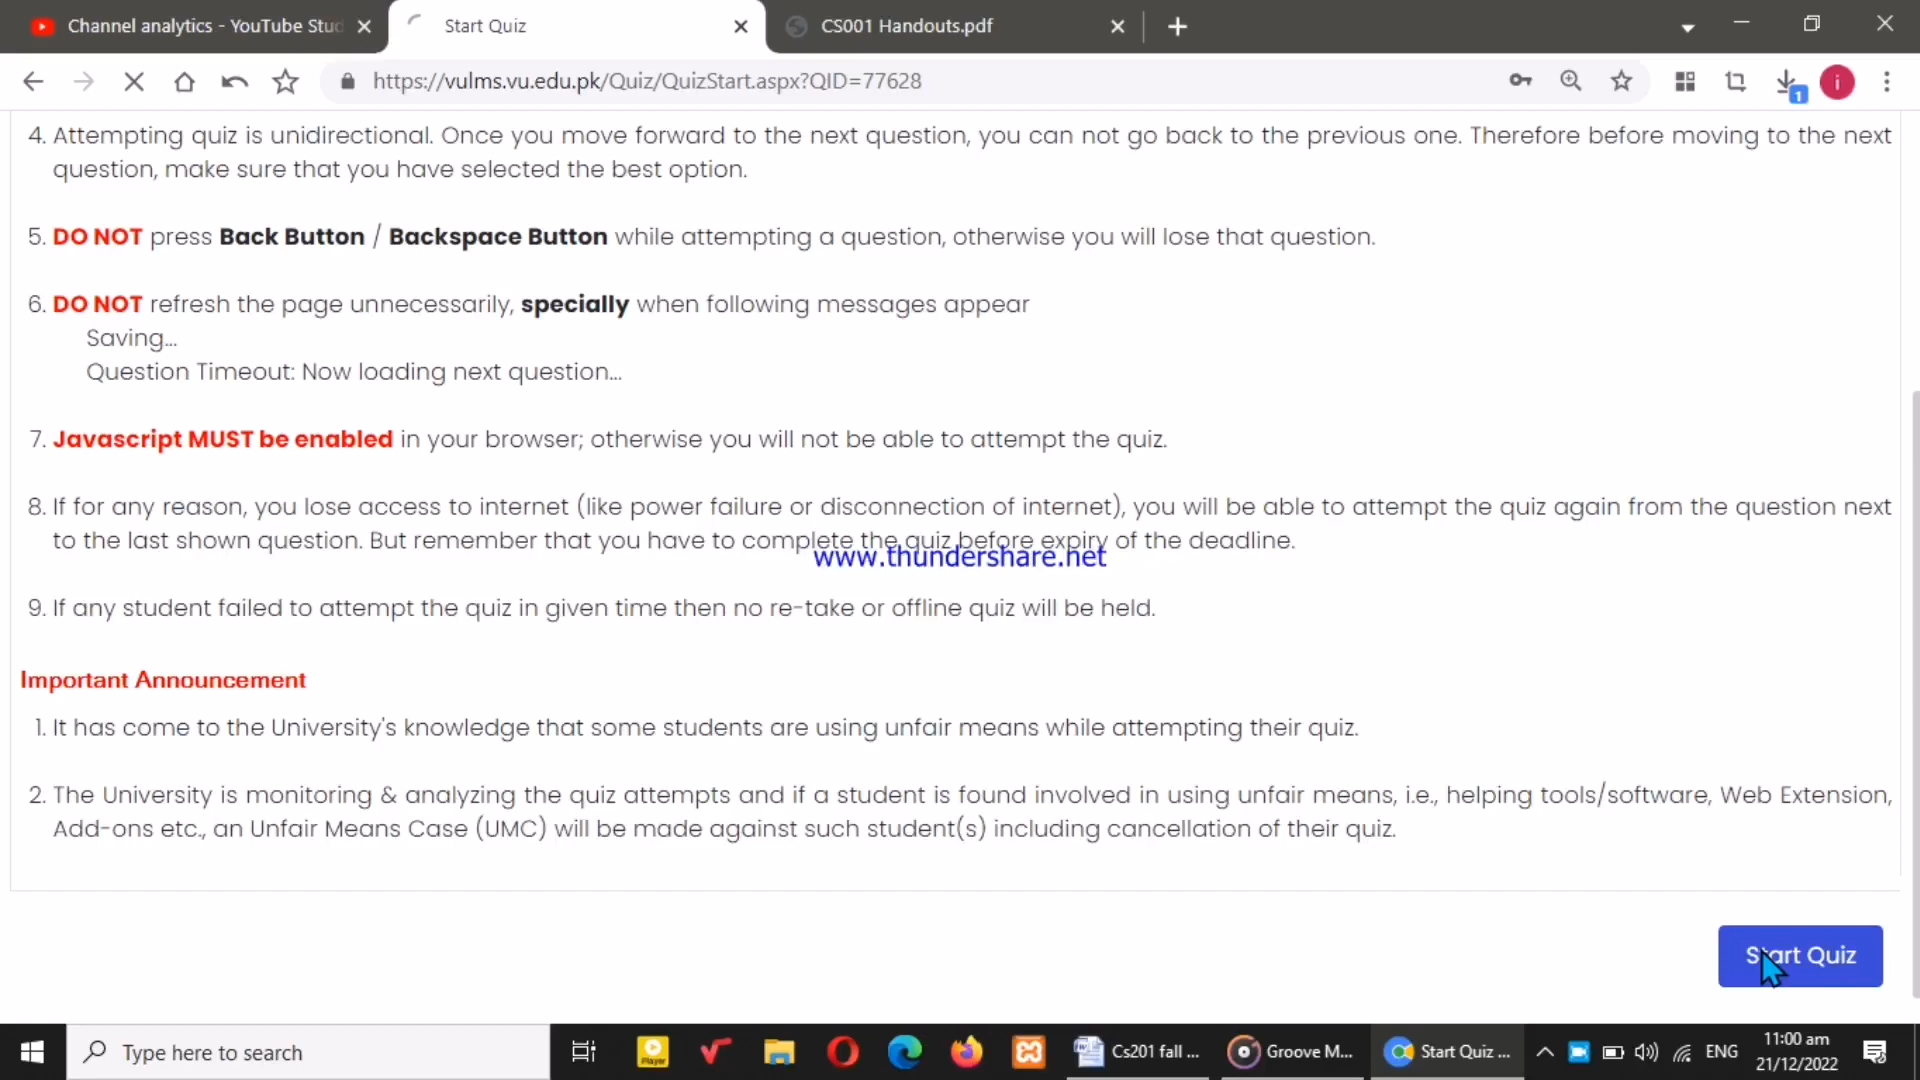 Channel analytics - YouTube Stud
Start Quiz
CS001 Handouts.pdf
https://vulms.vu.edu.pk/Quiz/QuizStart.aspx?QID=77628
1
i
4. Attempting quiz is unidirectional. Once you move forward to the next question, you can not go back to the previous one. Therefore before moving to the next
question, make sure that you have selected the best option.
5. DO NOT press Back Button / Backspace Button while attempting a question, otherwise you will lose that question.
6. DO NOT refresh the page unnecessarily, specially when following messages appear
Saving...
Question Timeout: Now loading next question...
7. Javascript MUST be enabled in your browser; otherwise you will not be able to attempt the quiz.
8. If for any reason, you lose access to internet (like power failure or disconnection of internet), you will be able to attempt the quiz again from the question next
to the last shown question. But remember that you have to complete the quiz before expiry of the deadline.
www.thundershare.net
9. If any student failed to attempt the quiz in given time then no re-take or offline quiz will be held.
Important Announcement
1. It has come to the University's knowledge that some students are using unfair means while attempting their quiz.
2. The University is monitoring & analyzing the quiz attempts and if a student is found involved in using unfair means, i.e., helping tools/software, Web Extension,
Add-ons etc., an Unfair Means Case (UMC) will be made against such student(s) including cancellation of their quiz.
Start Quiz
Type here to search
Cs201 fall ...
Groove M...
Start Quiz ...
ENG
11:00 am
21/12/2022